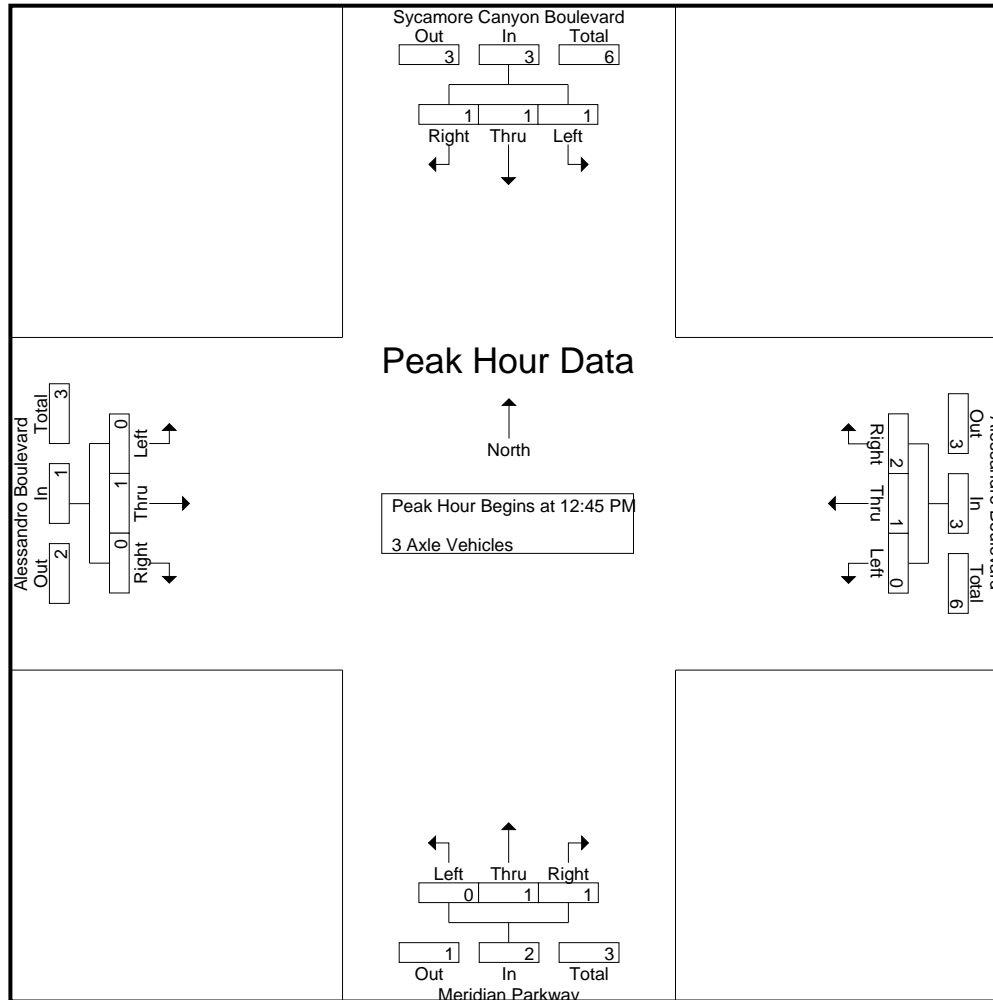 Sycamore Canyon Boulevard
Out In Total
3 3 6
1 1 1
Right Thru Left
Peak Hour Data
North
Peak Hour Begins at 12:45 PM
3 Axle Vehicles
Alessandro Boulevard
Out In Total
2 1 3
Left Thru Right
0 1 0
Out In Total
3 3 6
Right Thru Left
2 1 0
Left Thru Right
0 1 1
1 2 3
Out In Total
Meridian Parkway